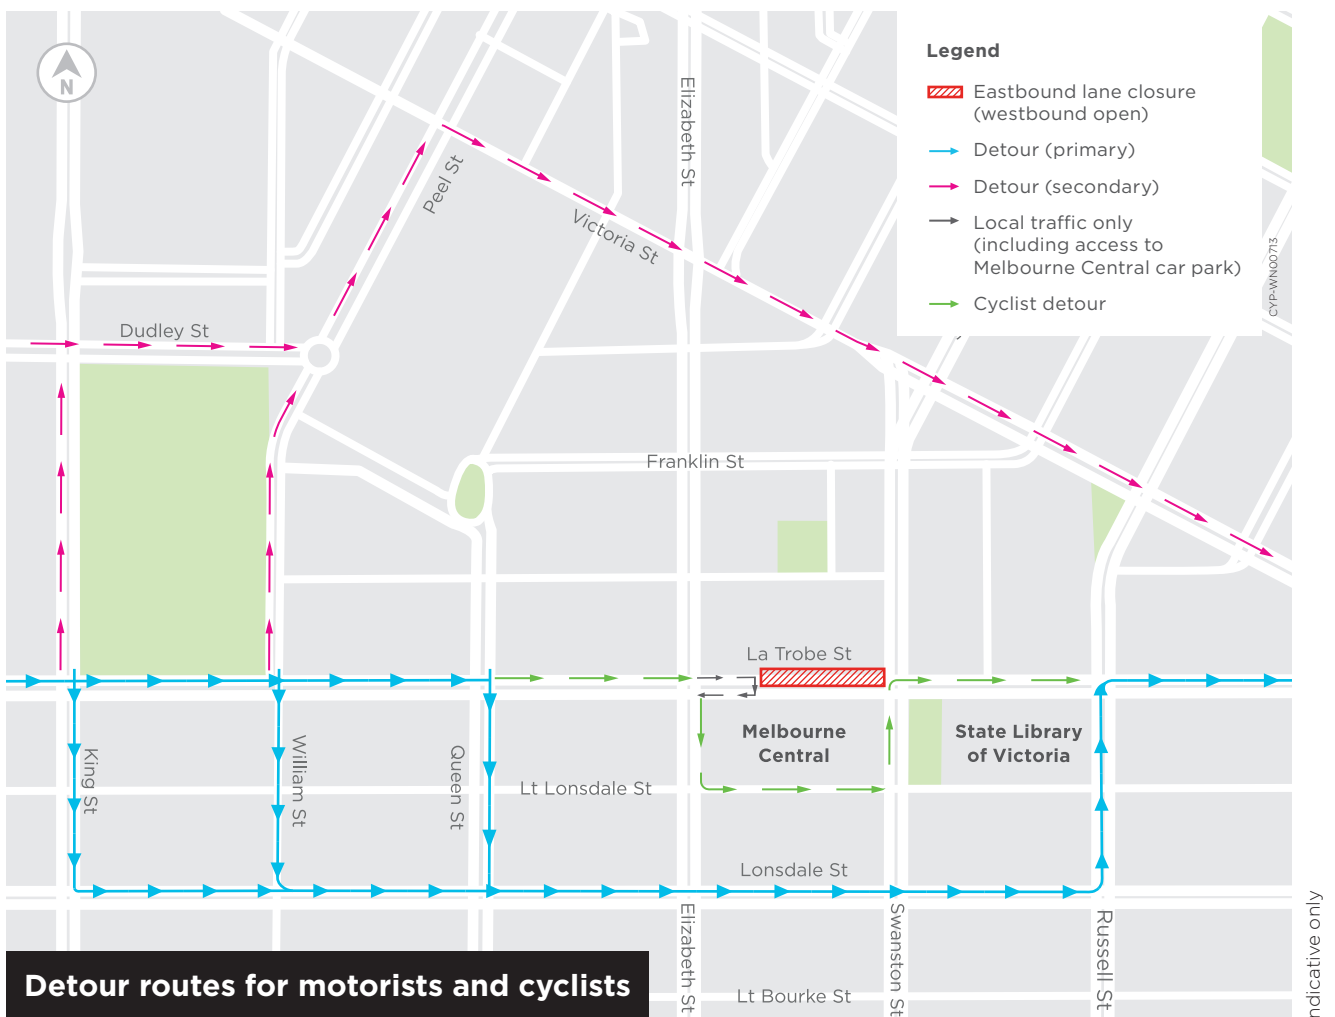 N
Legend
Eastbound lane closure
(westbound open)
Detour (primary)
Detour (secondary)
Local traffic only
(including access to
Melbourne Central car park)
Cyclist detour
CYP-WN00713
Elizabeth St
Peel St
Victoria St
Dudley St
Franklin St
La Trobe St
Melbourne
Central
State Library
of Victoria
King St
William St
Queen St
Lt Lonsdale St
Lonsdale St
Elizabeth St
Swanston St
Russell St
Lt Bourke St
Detour routes for motorists and cyclists
ndicative only